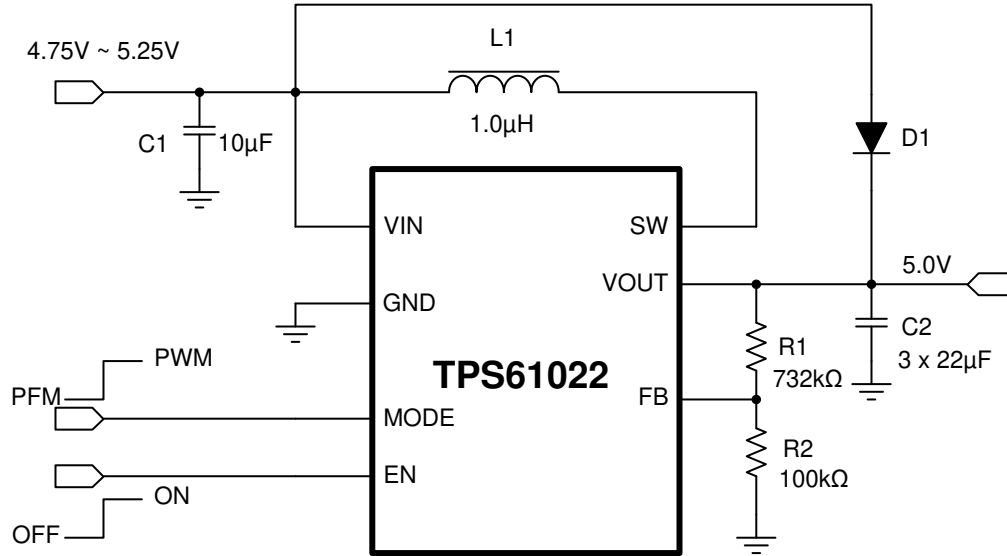 L1
4.75V ~ 5.25V
1.0µH
C1
10µF
D1
VIN
SW
VOUT
5.0V
GND
C2
3 x 22µF
R1
732kΩ
PWM
PFM
TPS61022
FB
MODE
R2
100kΩ
EN
ON
OFF